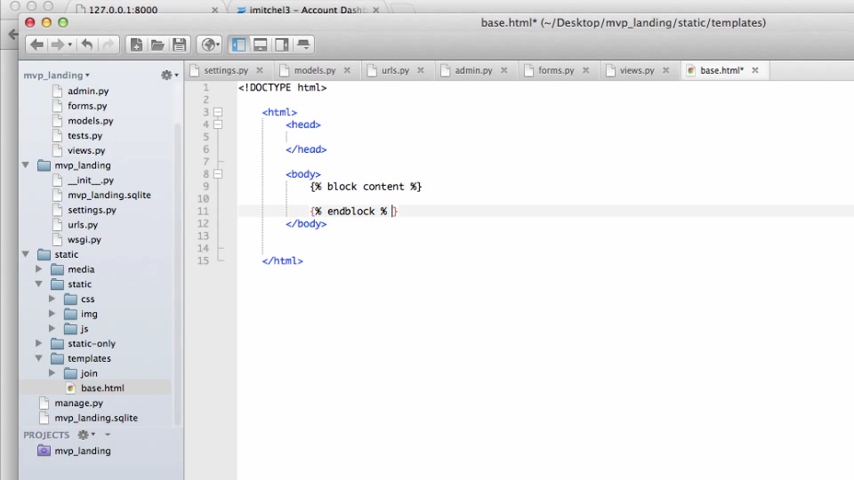 127.0.0.1:8000
imitchel3 - Account Dashb
base.html* (~/Desktop/mvp_landing/static/templates)
mvp_landing
settings.py
models.py
urls.py
admin.py
forms.py
views.py
base.html*
admin.py
forms.py
models.py
tests.py
views.py
mvp_landing
__init__.py
mvp_landing.sqlite
settings.py
urls.py
wsgi.py
static
media
static
css
img
js
static-only
templates
join
base.html
manage.py
mvp_landing.sqlite
PROJECTS
mvp_landing
1 <!DOCTYPE html>
2
3 <html>
4 <head>
5
6 </head>
7
8 <body>
9 {% block content %}
10
11 {% endblock % }
12 </body>
13
14
15 </html>